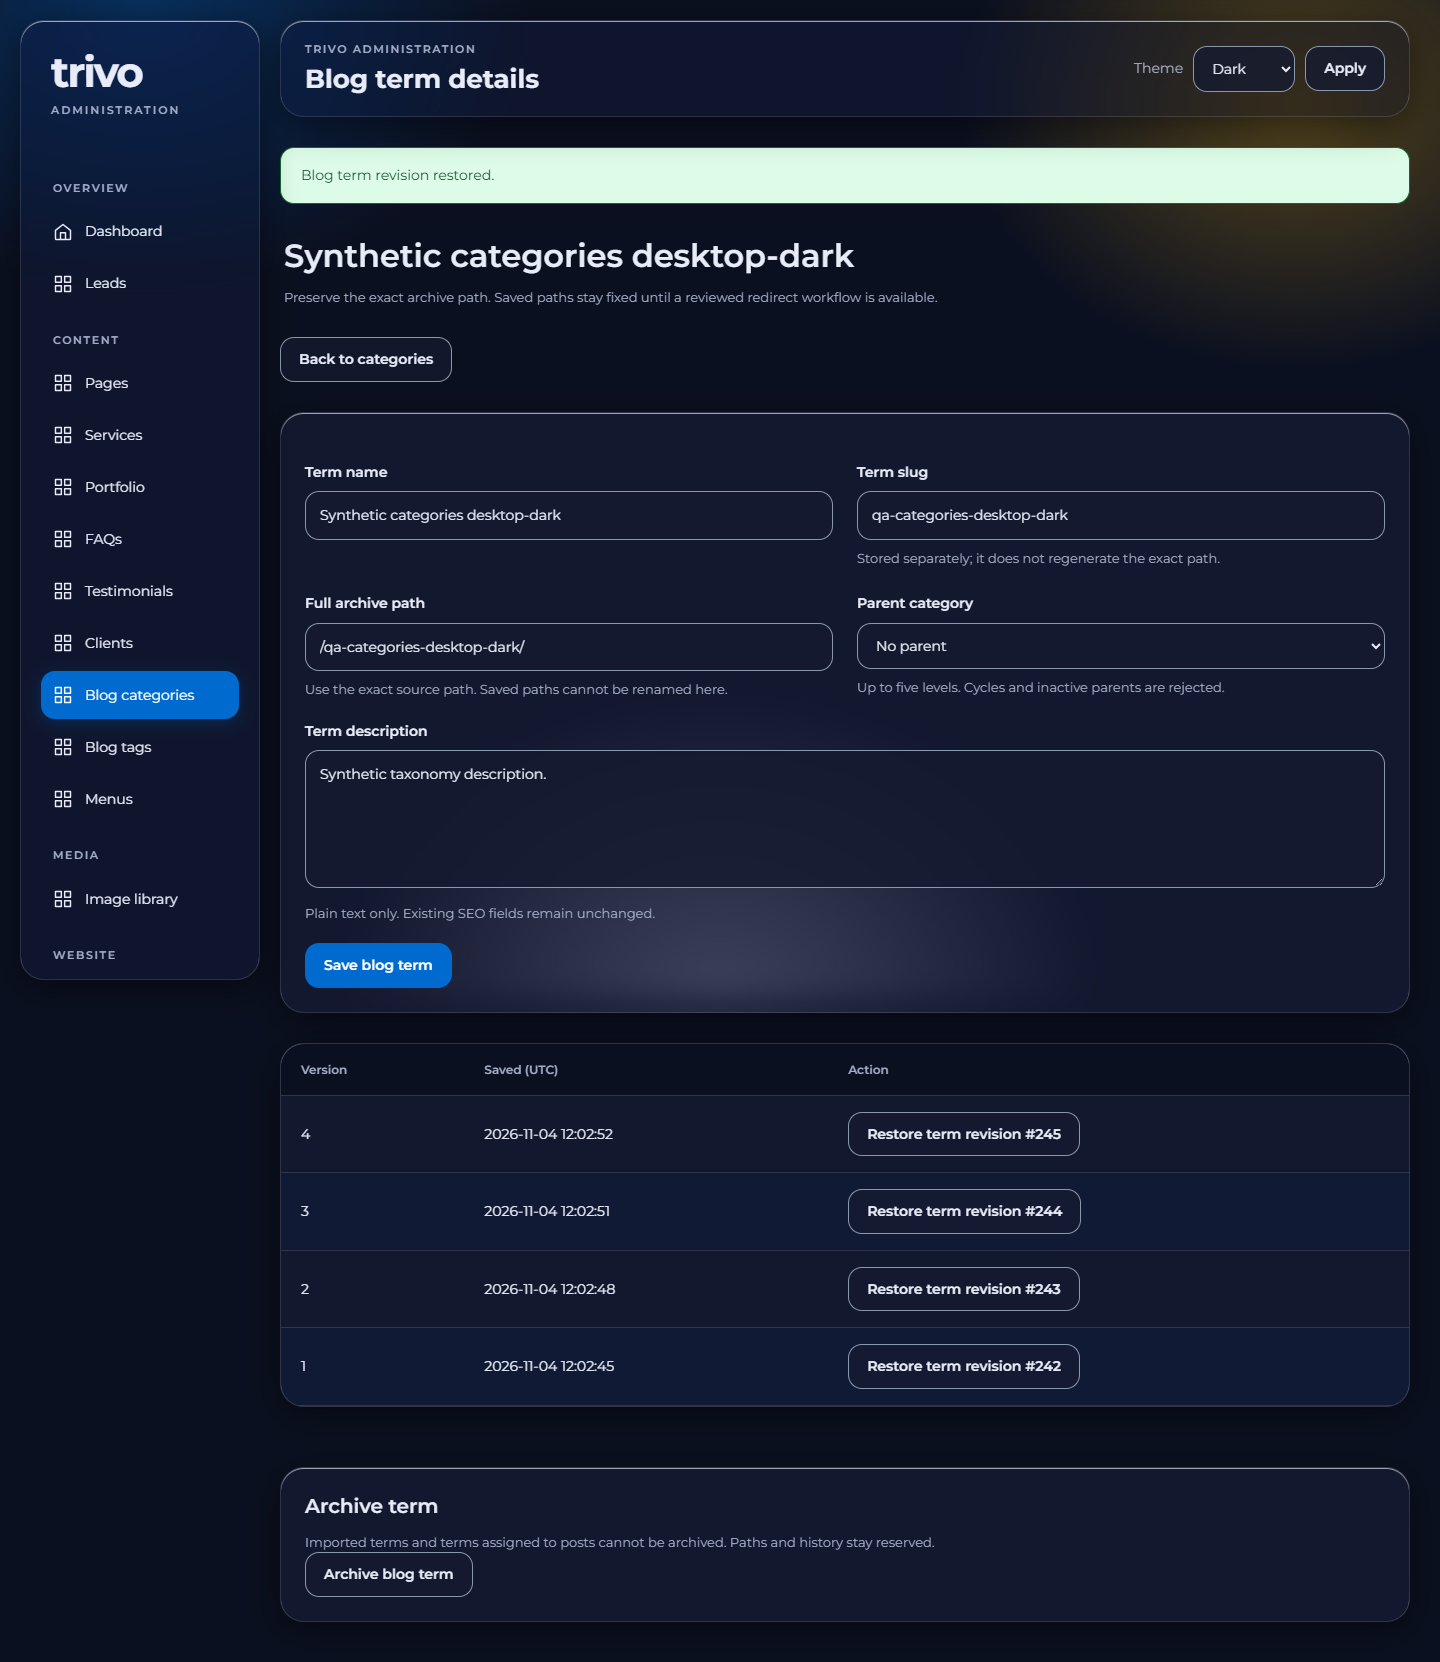 trivo
ADMINISTRATION
OVERVIEW
Dashboard
Leads
CONTENT
Pages
Services
Portfolio
FAQs
Testimonials
Clients
Blog categories
Blog tags
Menus
MEDIA
Image library
WEBSITE
TRIVO ADMINISTRATION
Blog term details
Theme
Dark
Apply
Blog term revision restored.
Synthetic categories desktop-dark
Preserve the exact archive path. Saved paths stay fixed until a reviewed redirect workflow is available.
Back to categories
Term name
Synthetic categories desktop-dark
Term slug
qa-categories-desktop-dark
Stored separately; it does not regenerate the exact path.
Full archive path
/qa-categories-desktop-dark/
Use the exact source path. Saved paths cannot be renamed here.
Parent category
No parent
Up to five levels. Cycles and inactive parents are rejected.
Term description
Synthetic taxonomy description.
Plain text only. Existing SEO fields remain unchanged.
Save blog term
Version Saved (UTC) Action
4 2026-11-04 12:02:52 Restore term revision #245
3 2026-11-04 12:02:51 Restore term revision #244
2 2026-11-04 12:02:48 Restore term revision #243
1 2026-11-04 12:02:45 Restore term revision #242
Archive term
Imported terms and terms assigned to posts cannot be archived. Paths and history stay reserved.
Archive blog term